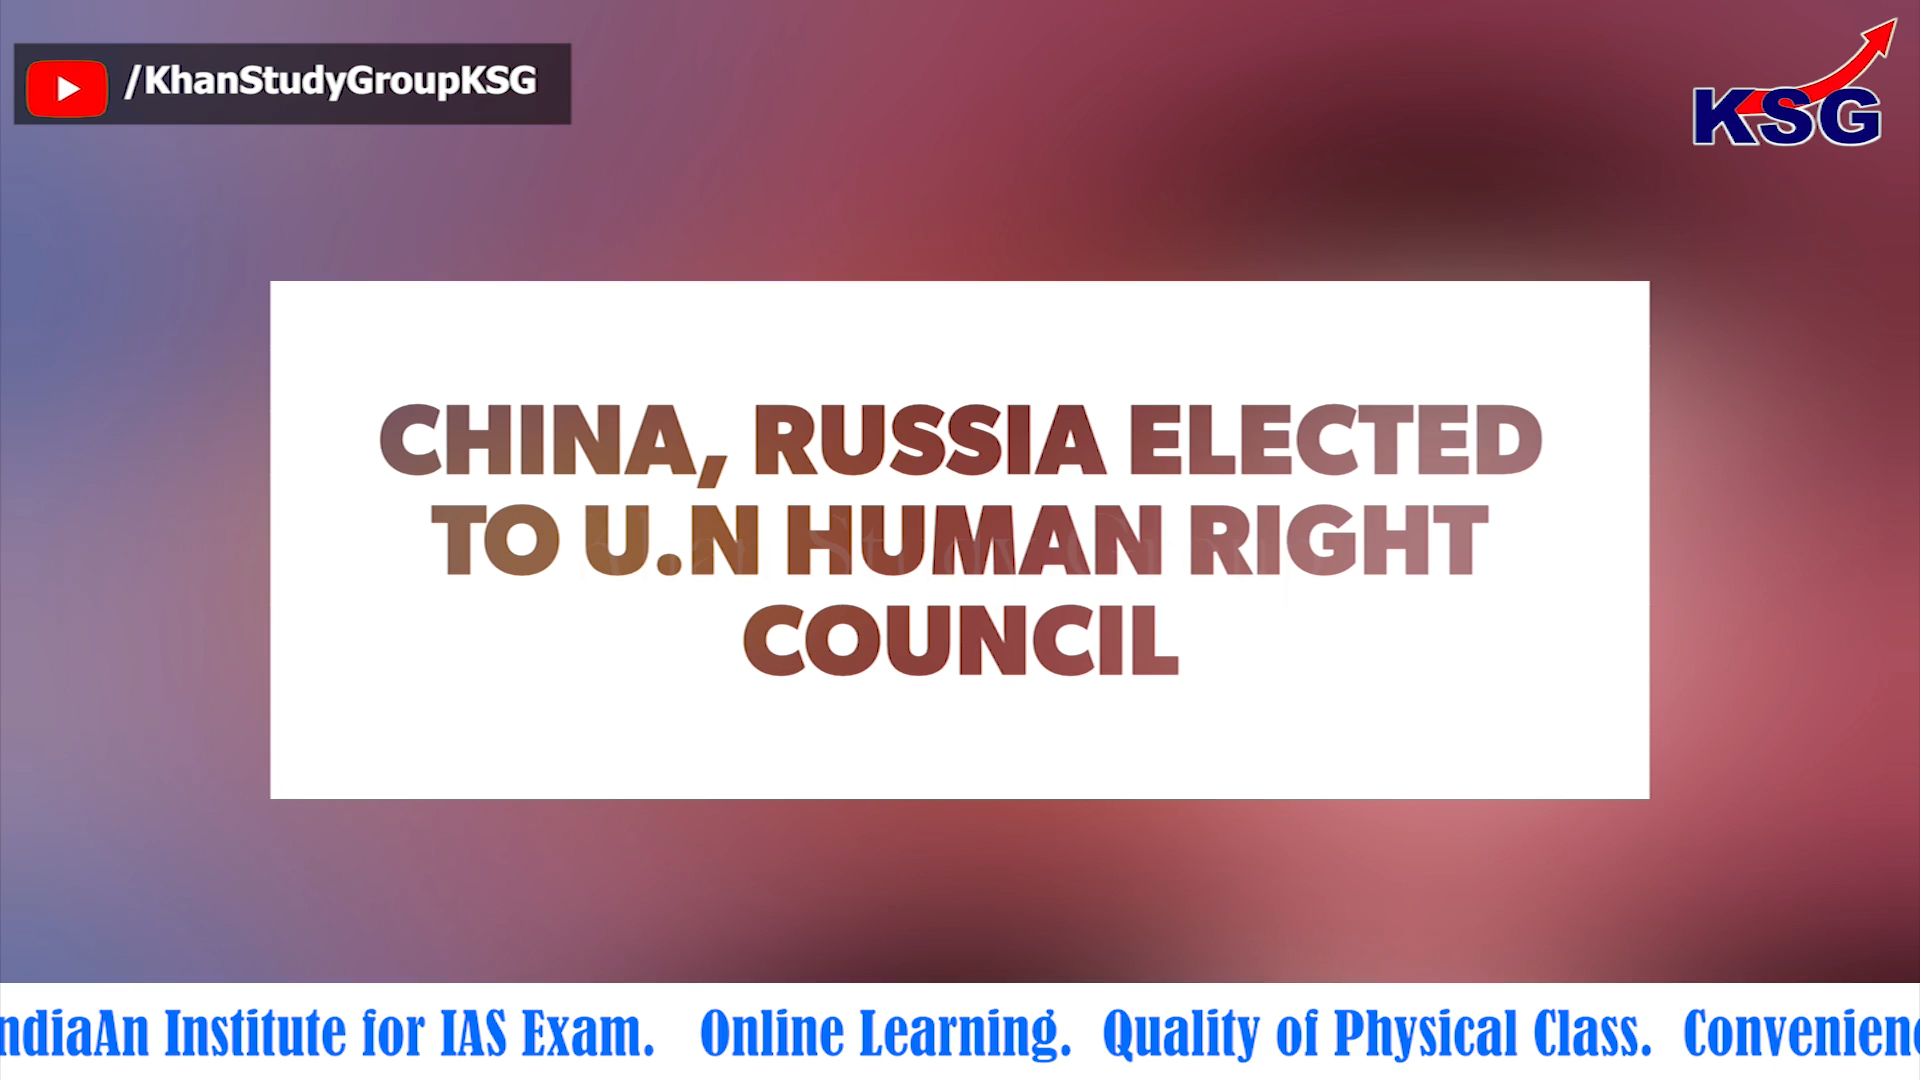 /KhanStudyGroupKSG
KSG
CHINA, RUSSIA ELECTED
TO U.N HUMAN RIGHT
COUNCIL
ndiaAn Institute for IAS Exam. Online Learning. Quality of Physical Class. Convenienc